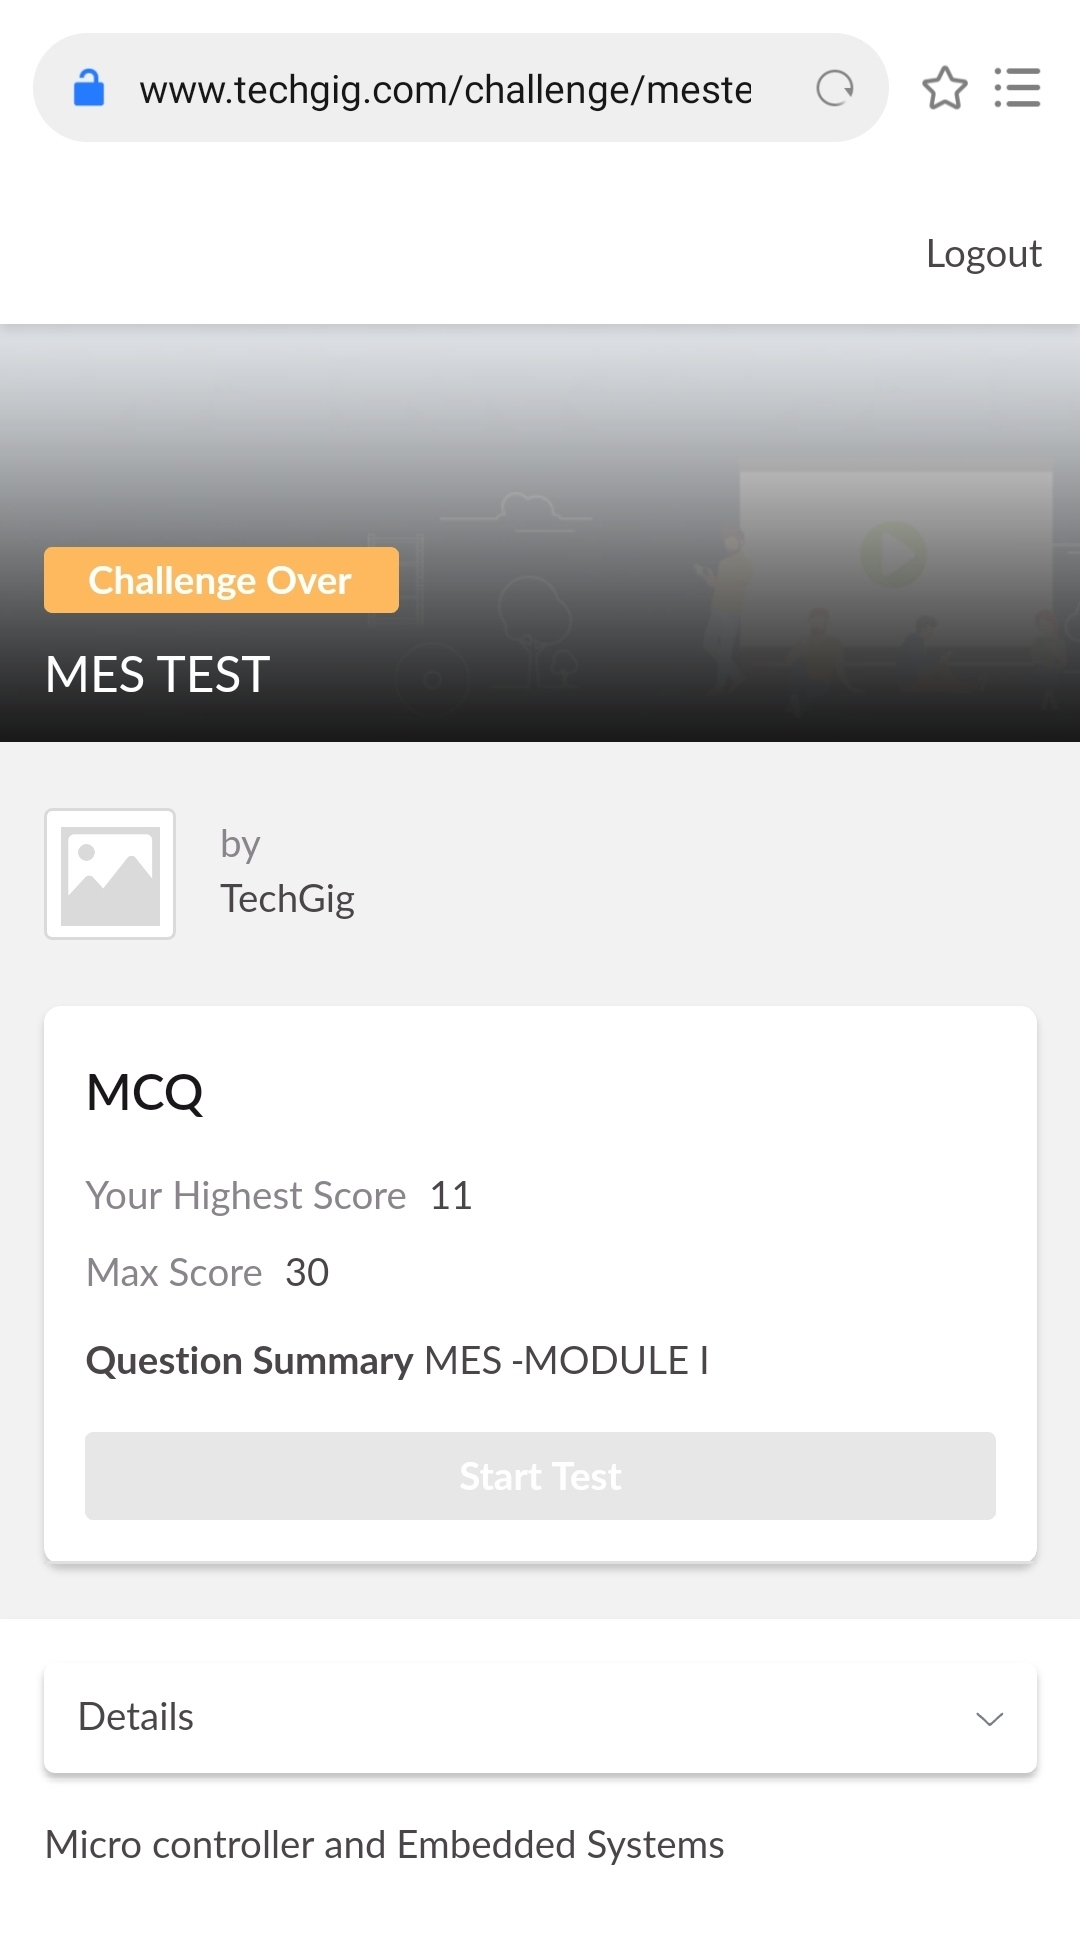 www.techgig.com/challenge/meste
Logout
Challenge Over
MES TEST
by
TechGig
MCQ
Your Highest Score 11
Max Score 30
Question Summary MES -MODULE I
Start Test
Details
Micro controller and Embedded Systems